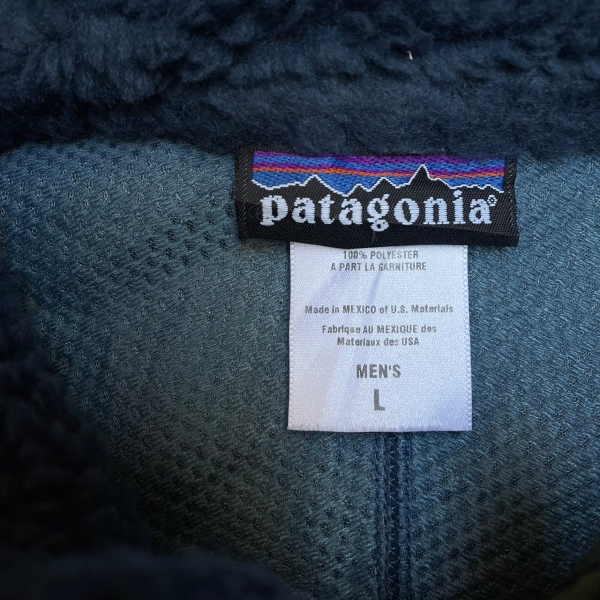 patagonia®
100% POLYESTER
A PART LA GARNITURE
Made in MEXICO of U.S. Materials
Fabrique AU MEXIQUE des
Materiaux des USA
MEN'S
L